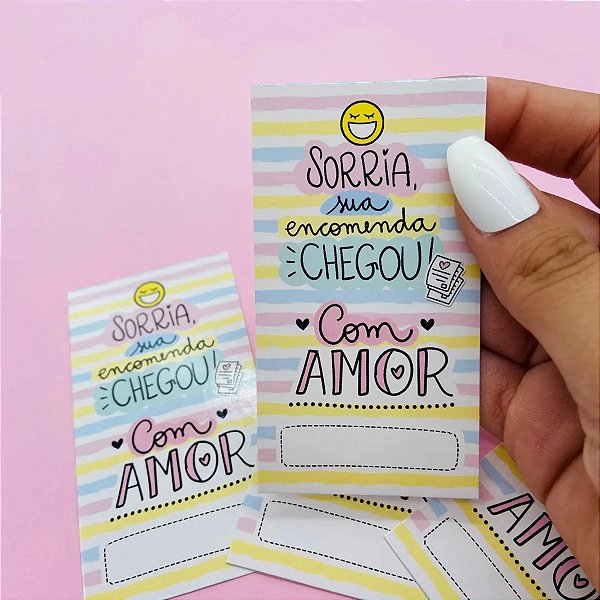 SORRIA,
sua
encomenda
CHEGOU!
Com
AMOR
SORRIA,
sua
encomenda
CHEGOU!
Com
AMOR
AMOR